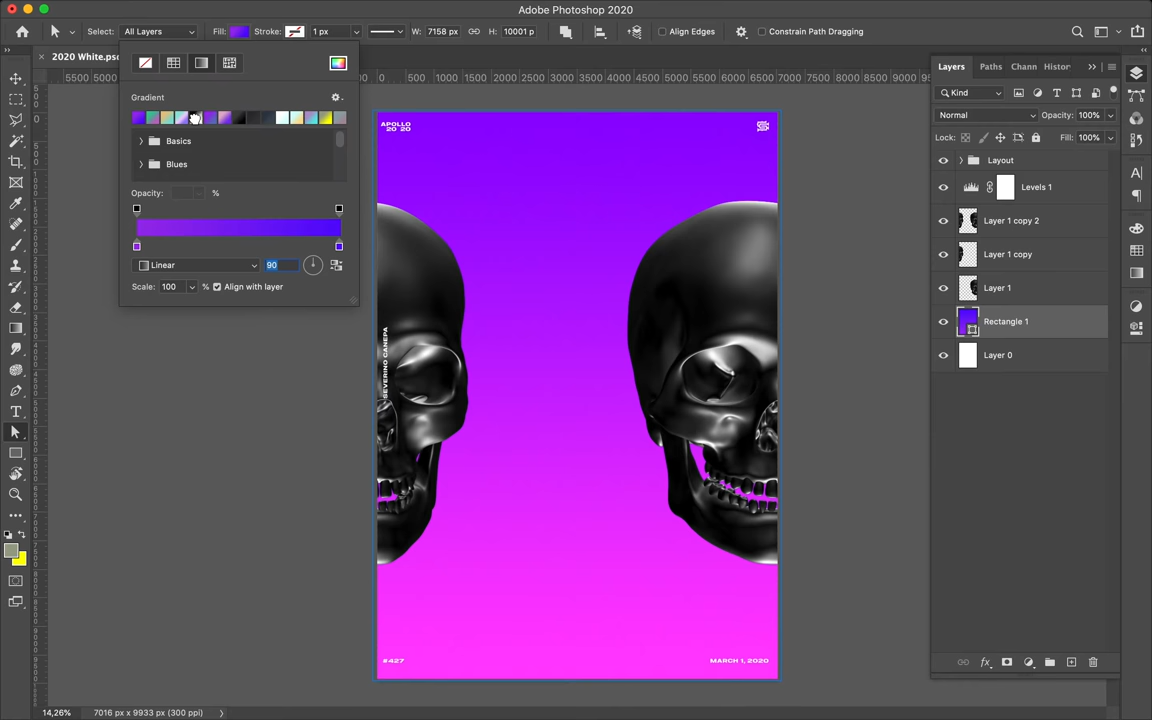 Adobe Photoshop 2020
Select: All Layers Fill: Stroke: 1 px W: 7158 px H: 10001 p Align Edges Constrain Path Dragging
× 2020 White.psd
5500 5000 0 500 1000 1500 2000 2500 3000 3500 4000 4500 5000 5500 6000 6500 7000 7500 8000 8500 9000 95
Gradient
Basics
Blues
Opacity: %
Linear 90
Scale: 100 % Align with layer
APOLLO
20 20
SEVERINO CANEPA
#427 MARCH 1, 2020
Layers Paths Chann Histor
Kind
Normal Opacity: 100%
Lock: Fill: 100%
Layout
Levels 1
Layer 1 copy 2
Layer 1 copy
Layer 1
Rectangle 1
Layer 0
14,26% 7016 px x 9933 px (300 ppi)